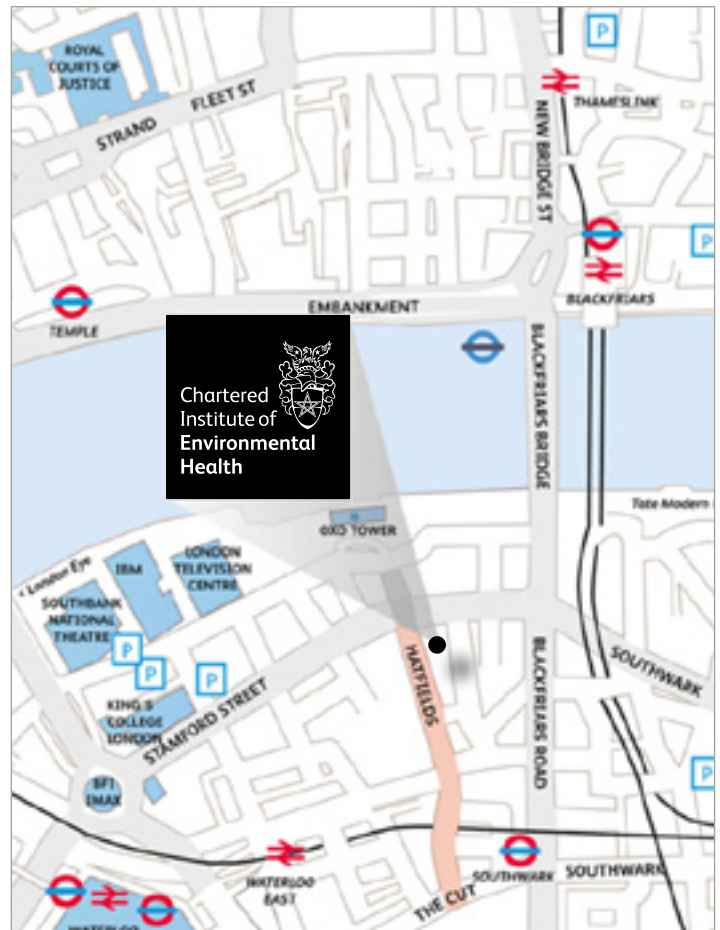 ROYAL
COURTS OF
JUSTICE
STRAND
FLEET ST
P
THAMESLINK
NEW BRIDGE ST
P
BLACKFRIARS
TEMPLE
EMBANKMENT
Chartered
Institute of
Environmental
Health
BLACKFRIARS BRIDGE
Tate Modern
OXO TOWER
London Eye
IBM
LONDON
TELEVISION
CENTRE
SOUTHBANK
NATIONAL
THEATRE
P
P
P
KING'S
COLLEGE
LONDON
STAMFORD STREET
HATFIELDS
BLACKFRIARS ROAD
SOUTHWARK
P
BFI
IMAX
WATERLOO
EAST
SOUTHWARK
SOUTHWARK
THE CUT
WATERLOO